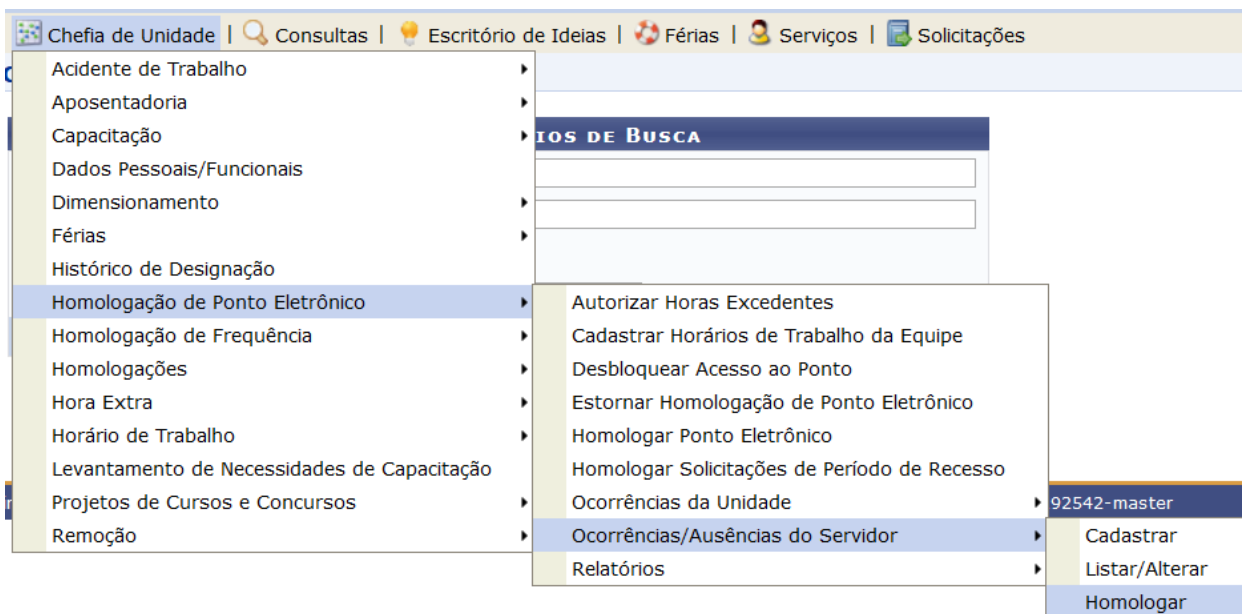 Chefia de Unidade | Consultas | Escritório de Ideias | Férias | Serviços | Solicitações
Acidente de Trabalho
Aposentadoria
Capacitação
IOS DE BUSCA
Dados Pessoais/Funcionais
Dimensionamento
Férias
Histórico de Designação
Homologação de Ponto Eletrônico
Homologação de Frequência
Homologações
Hora Extra
Horário de Trabalho
Levantamento de Necessidades de Capacitação
Projetos de Cursos e Concursos
Remoção
Autorizar Horas Excedentes
Cadastrar Horários de Trabalho da Equipe
Desbloquear Acesso ao Ponto
Estornar Homologação de Ponto Eletrônico
Homologar Ponto Eletrônico
Homologar Solicitações de Período de Recesso
Ocorrências da Unidade
Ocorrências/Ausências do Servidor
Relatórios
92542-master
Cadastrar
Listar/Alterar
Homologar